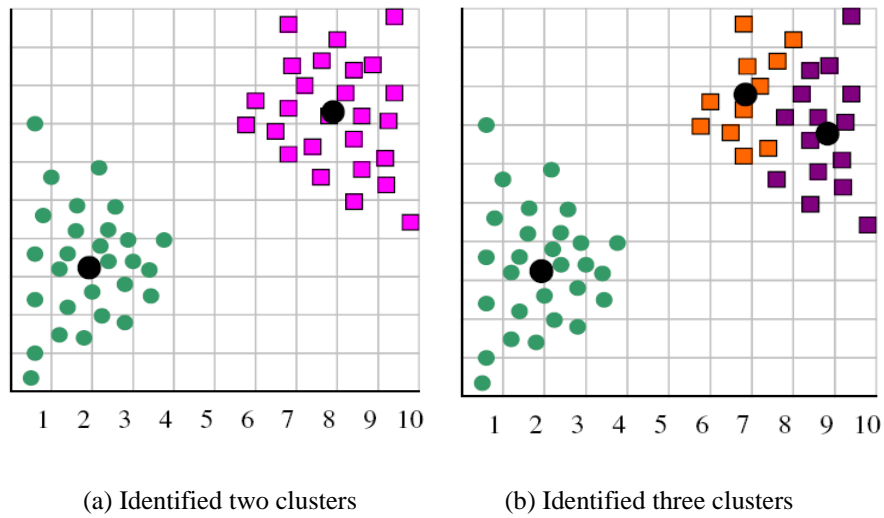 1 2 3 4 5 6 7 8 9 10
1 2 3 4 5 6 7 8 9 10
(a) Identified two clusters
(b) Identified three clusters